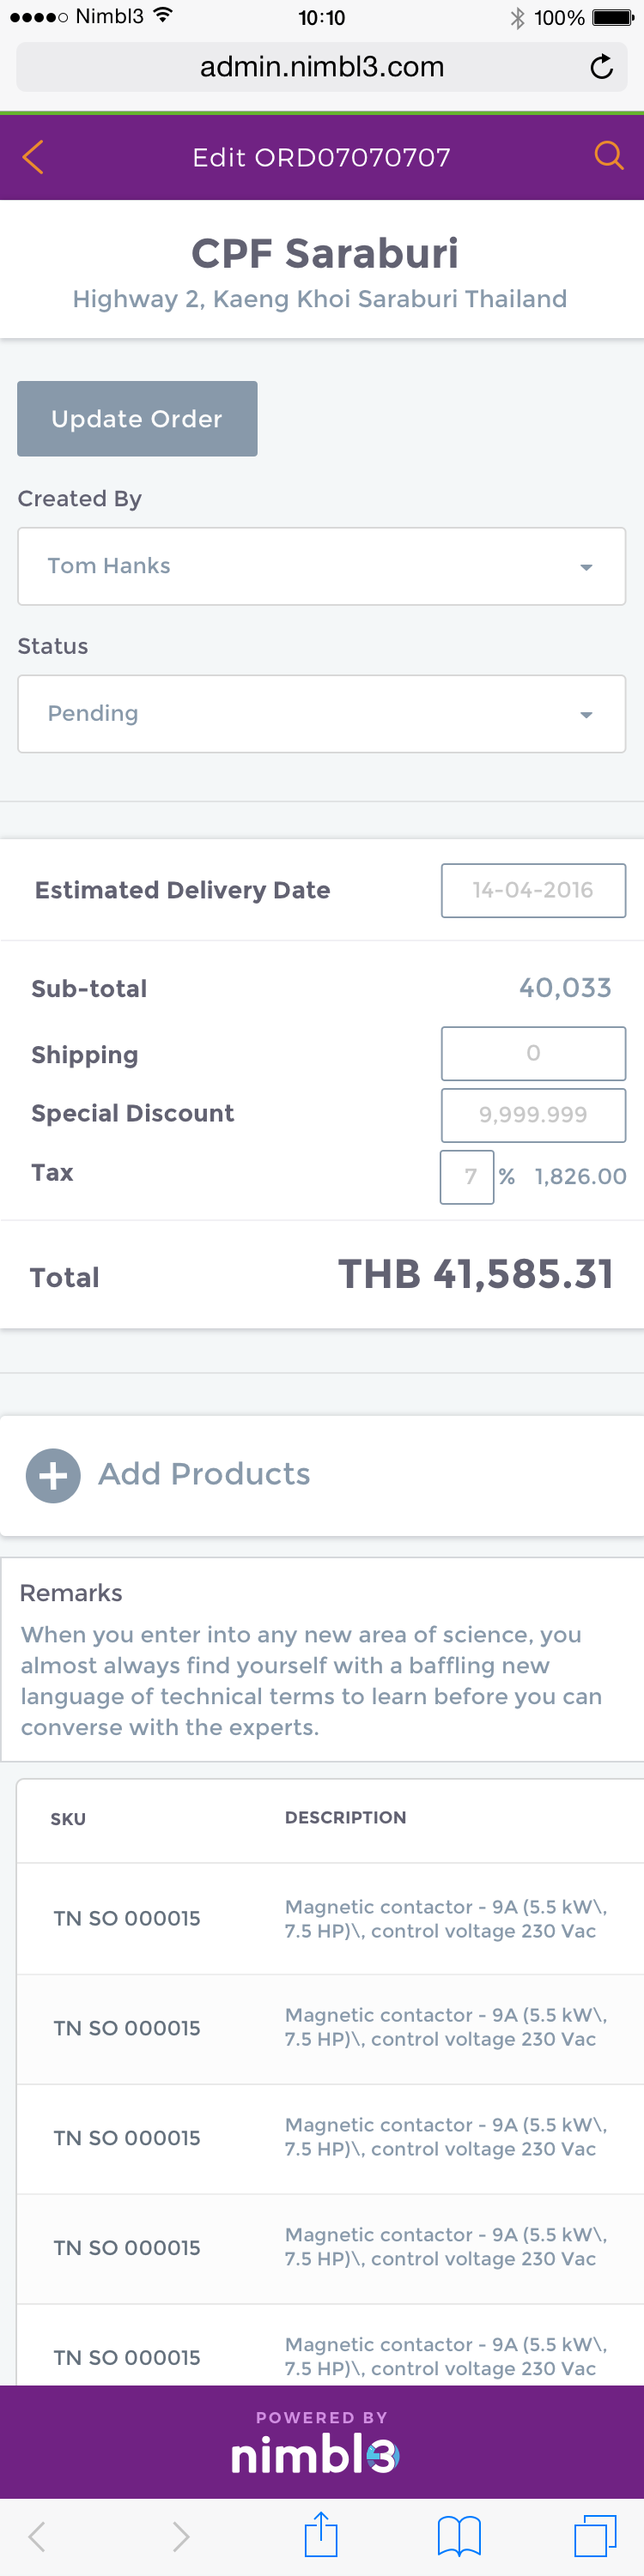 Nimbl3 10:10 100%
admin.nimbl3.com
Edit ORD07070707
CPF Saraburi
Highway 2, Kaeng Khoi Saraburi Thailand
Update Order
Created By
Tom Hanks
Status
Pending
Estimated Delivery Date 14-04-2016
Sub-total 40,033
Shipping 0
Special Discount 9,999.999
Tax 7 % 1,826.00
Total THB 41,585.31
Add Products
Remarks
When you enter into any new area of science, you
almost always find yourself with a baffling new
language of technical terms to learn before you can
converse with the experts.
SKU DESCRIPTION
TN SO 000015 Magnetic contactor - 9A (5.5 kW\,
7.5 HP)\, control voltage 230 Vac
TN SO 000015 Magnetic contactor - 9A (5.5 kW\,
7.5 HP)\, control voltage 230 Vac
TN SO 000015 Magnetic contactor - 9A (5.5 kW\,
7.5 HP)\, control voltage 230 Vac
TN SO 000015 Magnetic contactor - 9A (5.5 kW\,
7.5 HP)\, control voltage 230 Vac
TN SO 000015 Magnetic contactor - 9A (5.5 kW\,
7.5 HP)\, control voltage 230 Vac
POWERED BY
nimbl3